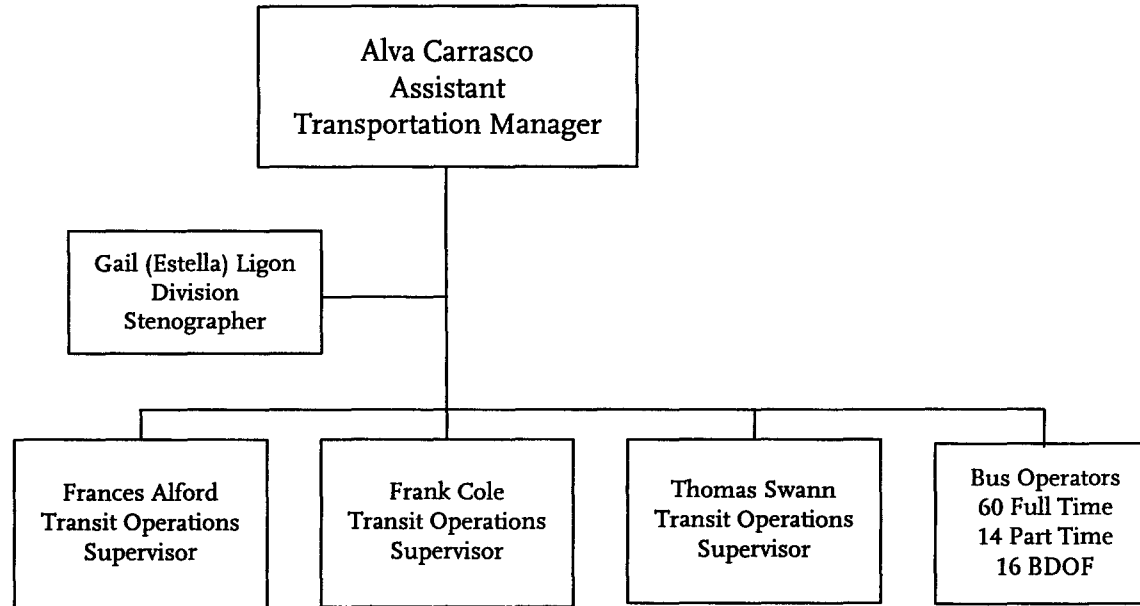 Alva Carrasco
Assistant
Transportation Manager
Gail (Estella) Ligon
Division
Stenographer
Frances Alford
Transit Operations
Supervisor
Frank Cole
Transit Operations
Supervisor
Thomas Swann
Transit Operations
Supervisor
Bus Operators
60 Full Time
14 Part Time
16 BDOF